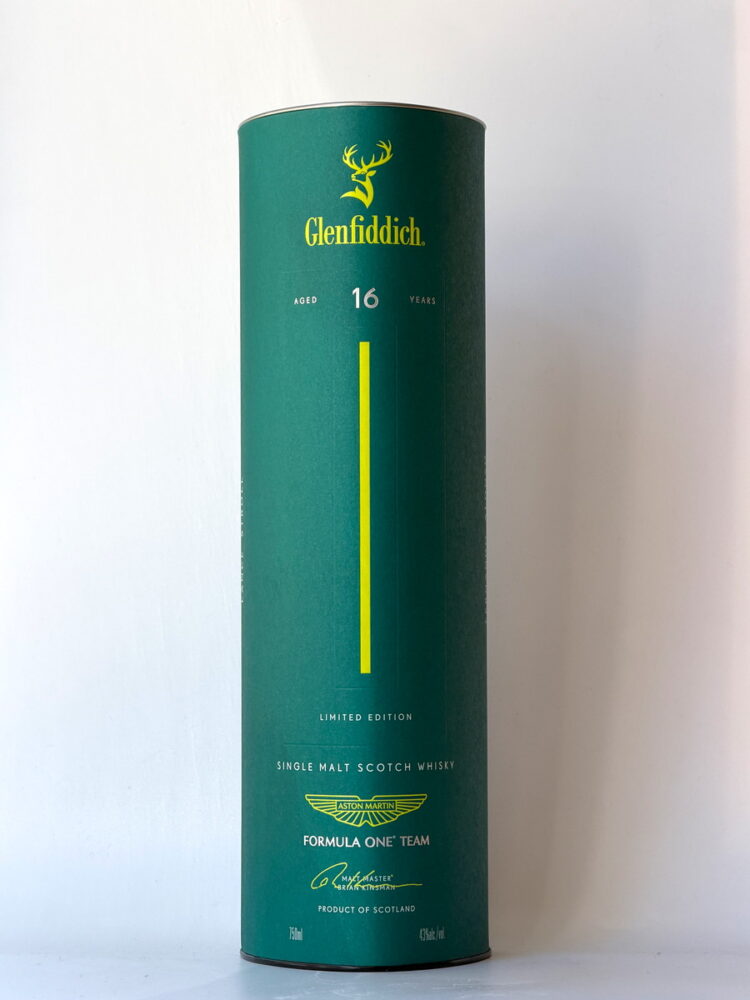 Glenfiddich®
AGED 16 YEARS
LIMITED EDITION
SINGLE MALT SCOTCH WHISKY
ASTON MARTIN
FORMULA ONE™ TEAM
MALT MASTER
BRIAN KINSMAN
PRODUCT OF SCOTLAND
750ml 43%alc./vol.